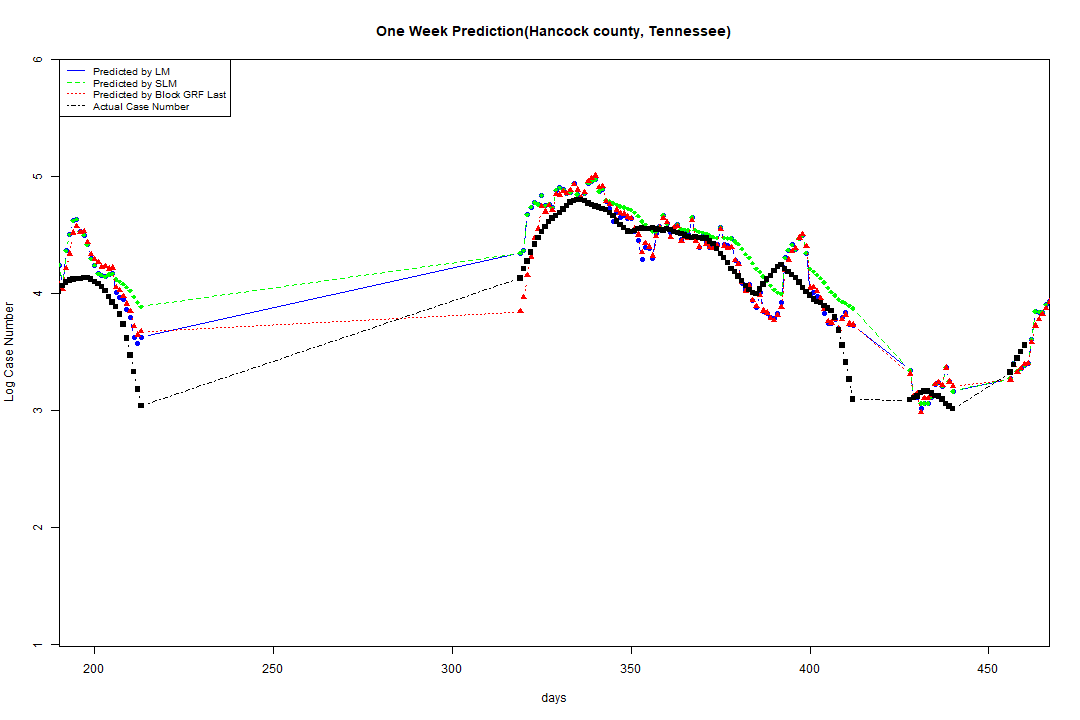 One Week Prediction(Hancock county, Tennessee)
Predicted by LM
Predicted by SLM
Predicted by Block GRF Last
Actual Case Number
Log Case Number
6
5
4
3
2
1
200 250 300 350 400 450
days